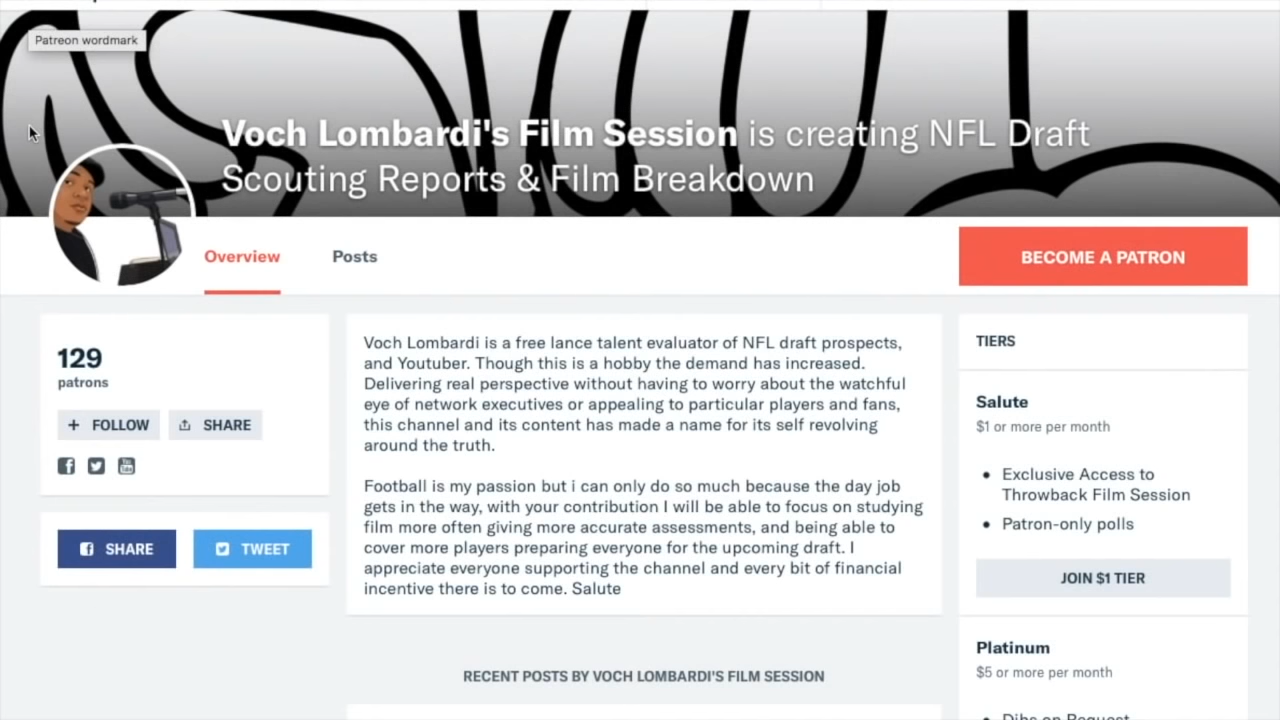 Patreon wordmark
Voch Lombardi's Film Session is creating NFL Draft
Scouting Reports & Film Breakdown
Overview
Posts
BECOME A PATRON
129
patrons
+ FOLLOW
SHARE
SHARE
TWEET
Voch Lombardi is a free lance talent evaluator of NFL draft prospects,
and Youtuber. Though this is a hobby the demand has increased.
Delivering real perspective without having to worry about the watchful
eye of network executives or appealing to particular players and fans,
this channel and its content has made a name for its self revolving
around the truth.
Football is my passion but i can only do so much because the day job
gets in the way, with your contribution I will be able to focus on studying
film more often giving more accurate assessments, and being able to
cover more players preparing everyone for the upcoming draft. I
appreciate everyone supporting the channel and every bit of financial
incentive there is to come. Salute
RECENT POSTS BY VOCH LOMBARDI'S FILM SESSION
TIERS
Salute
$1 or more per month
• Exclusive Access to
Throwback Film Session
• Patron-only polls
JOIN $1 TIER
Platinum
$5 or more per month
• Dibs on Request